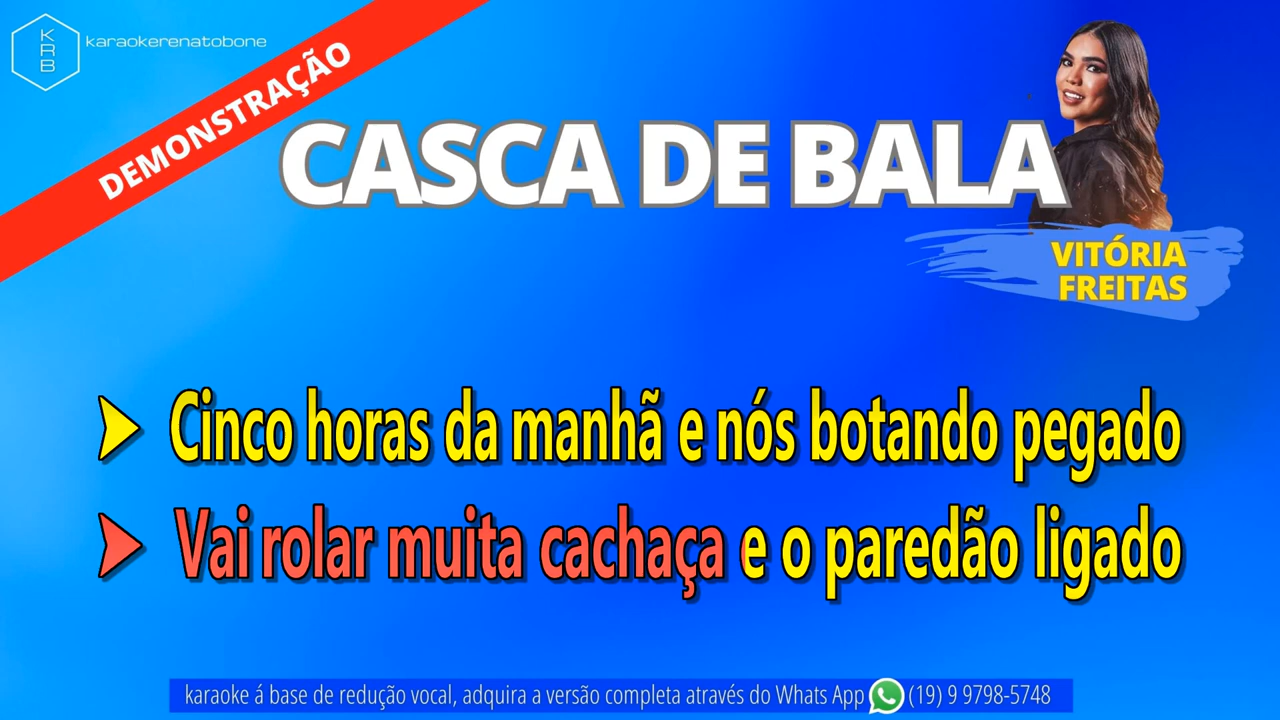 K
R
B
karaokerenatobone
DEMONSTRAÇÃO
CASCA DE BALA
VITÓRIA
FREITAS
Cinco horas da manhã e nós botando pegado
Vai rolar muita cachaça e o paredão ligado
karaoke á base de redução vocal, adquira a versão completa através do Whats App (19) 9 9798-5748